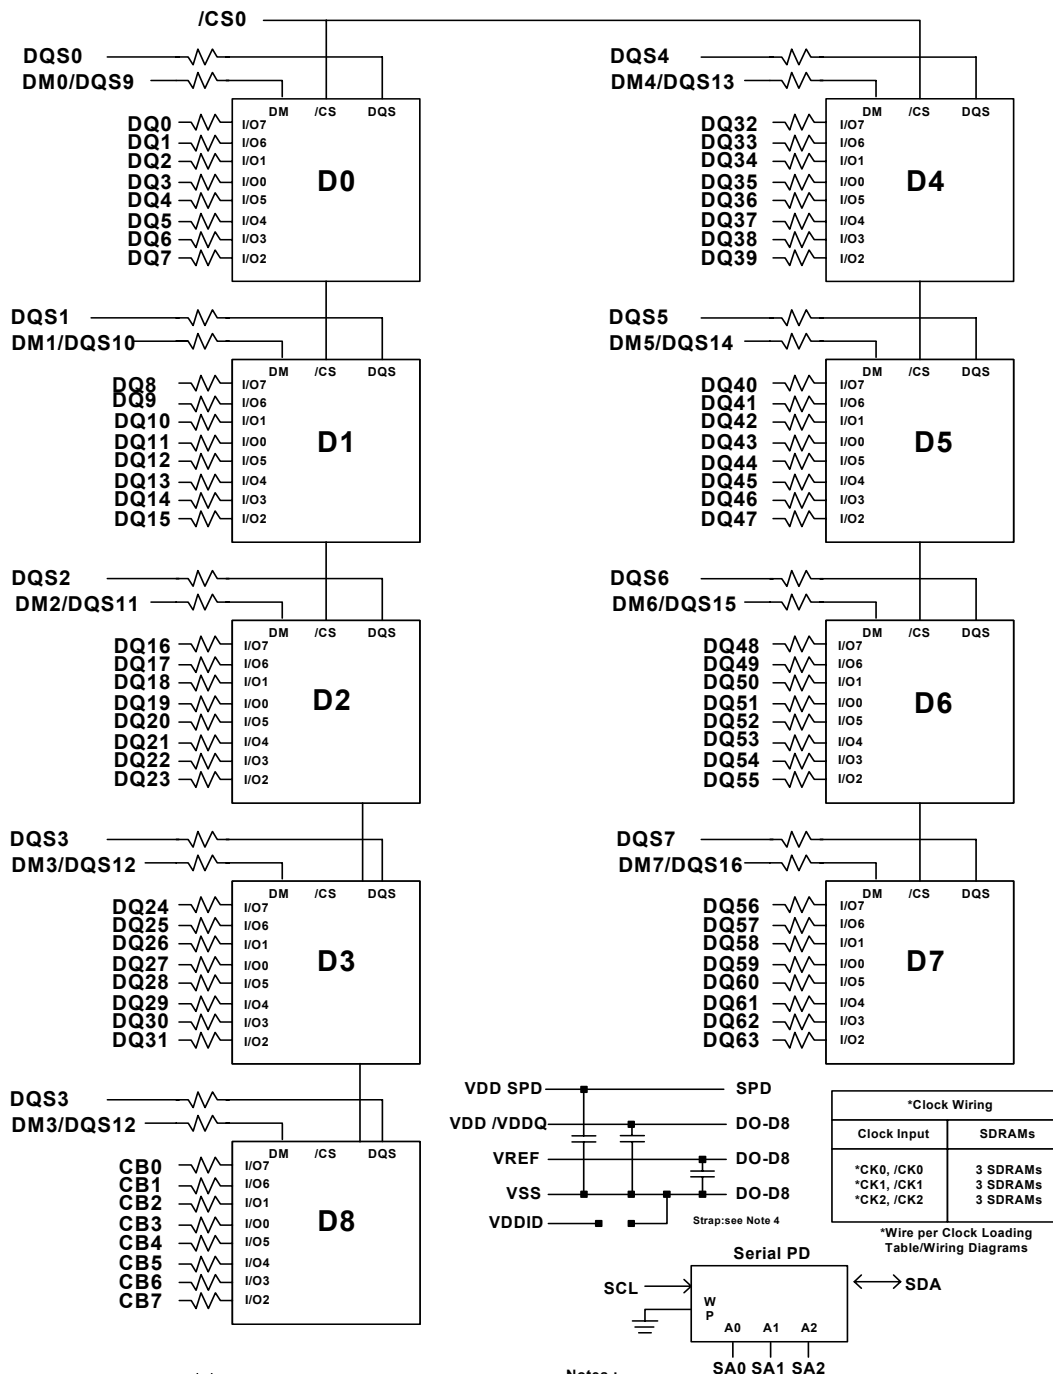 /CS0
DQS0
DM0/DQS9
DM /CS DQS
DQ0 I/O7
DQ1 I/O6
DQ2 I/O1
DQ3 I/O0
DQ4 I/O5
DQ5 I/O4
DQ6 I/O3
DQ7 I/O2
D0
DQS1
DM1/DQS10
DM /CS DQS
DQ8 I/O7
DQ9 I/O6
DQ10 I/O1
DQ11 I/O0
DQ12 I/O5
DQ13 I/O4
DQ14 I/O3
DQ15 I/O2
D1
DQS2
DM2/DQS11
DM /CS DQS
DQ16 I/O7
DQ17 I/O6
DQ18 I/O1
DQ19 I/O0
DQ20 I/O5
DQ21 I/O4
DQ22 I/O3
DQ23 I/O2
D2
DQS3
DM3/DQS12
DM /CS DQS
DQ24 I/O7
DQ25 I/O6
DQ26 I/O1
DQ27 I/O0
DQ28 I/O5
DQ29 I/O4
DQ30 I/O3
DQ31 I/O2
D3
DQS3
DM3/DQS12
DM /CS DQS
CB0 I/O7
CB1 I/O6
CB2 I/O1
CB3 I/O0
CB4 I/O5
CB5 I/O4
CB6 I/O3
CB7 I/O2
D8
DQS4
DM4/DQS13
DM /CS DQS
DQ32 I/O7
DQ33 I/O6
DQ34 I/O1
DQ35 I/O0
DQ36 I/O5
DQ37 I/O4
DQ38 I/O3
DQ39 I/O2
D4
DQS5
DM5/DQS14
DM /CS DQS
DQ40 I/O7
DQ41 I/O6
DQ42 I/O1
DQ43 I/O0
DQ44 I/O5
DQ45 I/O4
DQ46 I/O3
DQ47 I/O2
D5
DQS6
DM6/DQS15
DM /CS DQS
DQ48 I/O7
DQ49 I/O6
DQ50 I/O1
DQ51 I/O0
DQ52 I/O5
DQ53 I/O4
DQ54 I/O3
DQ55 I/O2
D6
DQS7
DM7/DQS16
DM /CS DQS
DQ56 I/O7
DQ57 I/O6
DQ58 I/O1
DQ59 I/O0
DQ60 I/O5
DQ61 I/O4
DQ62 I/O3
DQ63 I/O2
D7
VDD SPD SPD
VDD /VDDQ DO-D8
VREF DO-D8
VSS DO-D8
VDDID Strap:see Note 4
*Clock Wiring
Clock Input SDRAMs
*CK0, /CK0 3 SDRAMs
*CK1, /CK1 3 SDRAMs
*CK2, /CK2 3 SDRAMs
*Wire per Clock Loading
Table/Wiring Diagrams
Serial PD
SCL SDA
W
P
A0 A1 A2
SA0 SA1 SA2